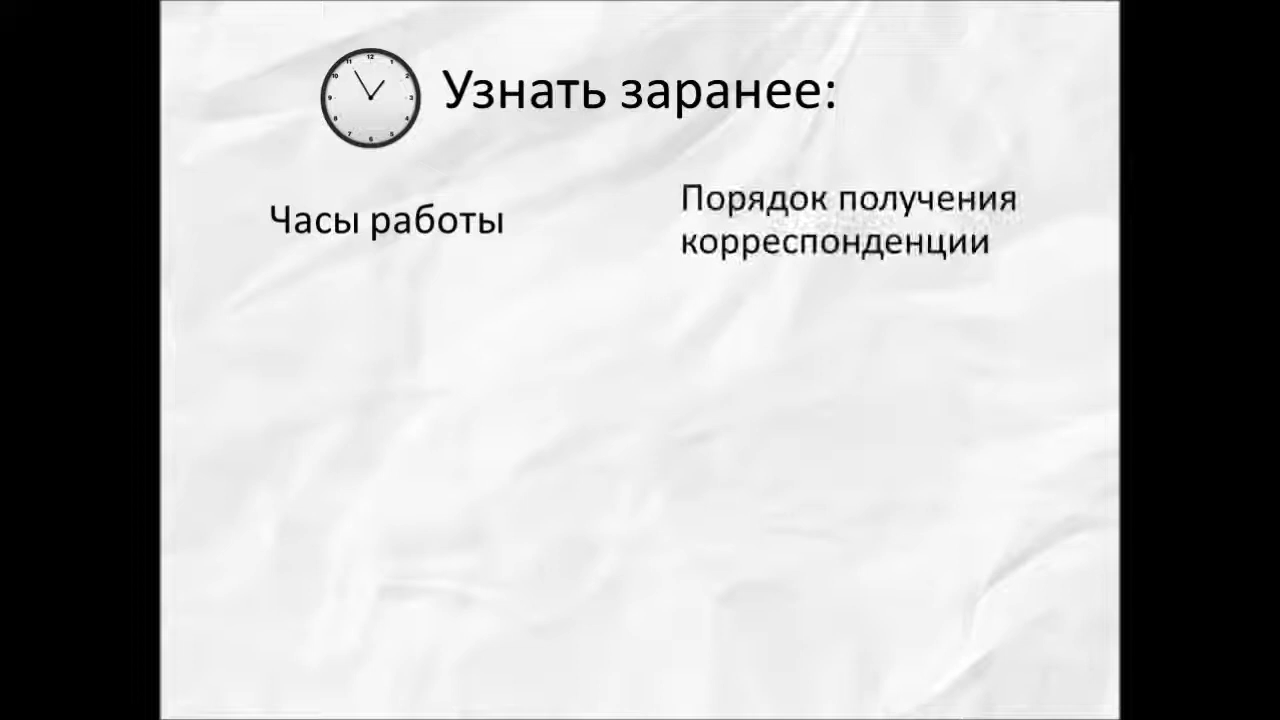 Узнать заранее:
Часы работы
Порядок получения
корреспонденции